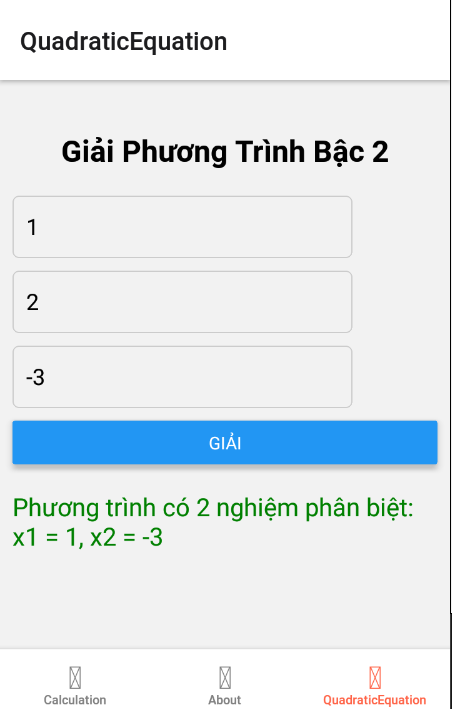 QuadraticEquation
Giải Phương Trình Bậc 2
1
2
-3
GIẢI
Phương trình có 2 nghiệm phân biệt:
x1 = 1, x2 = -3
Calculation
About
QuadraticEquation